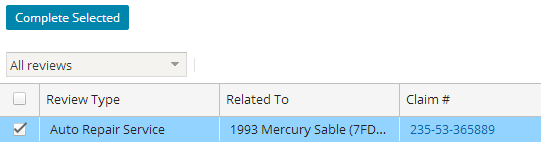 Complete Selected
All reviews
Review Type Related To Claim #
Auto Repair Service 1993 Mercury Sable (7FD... 235-53-365889